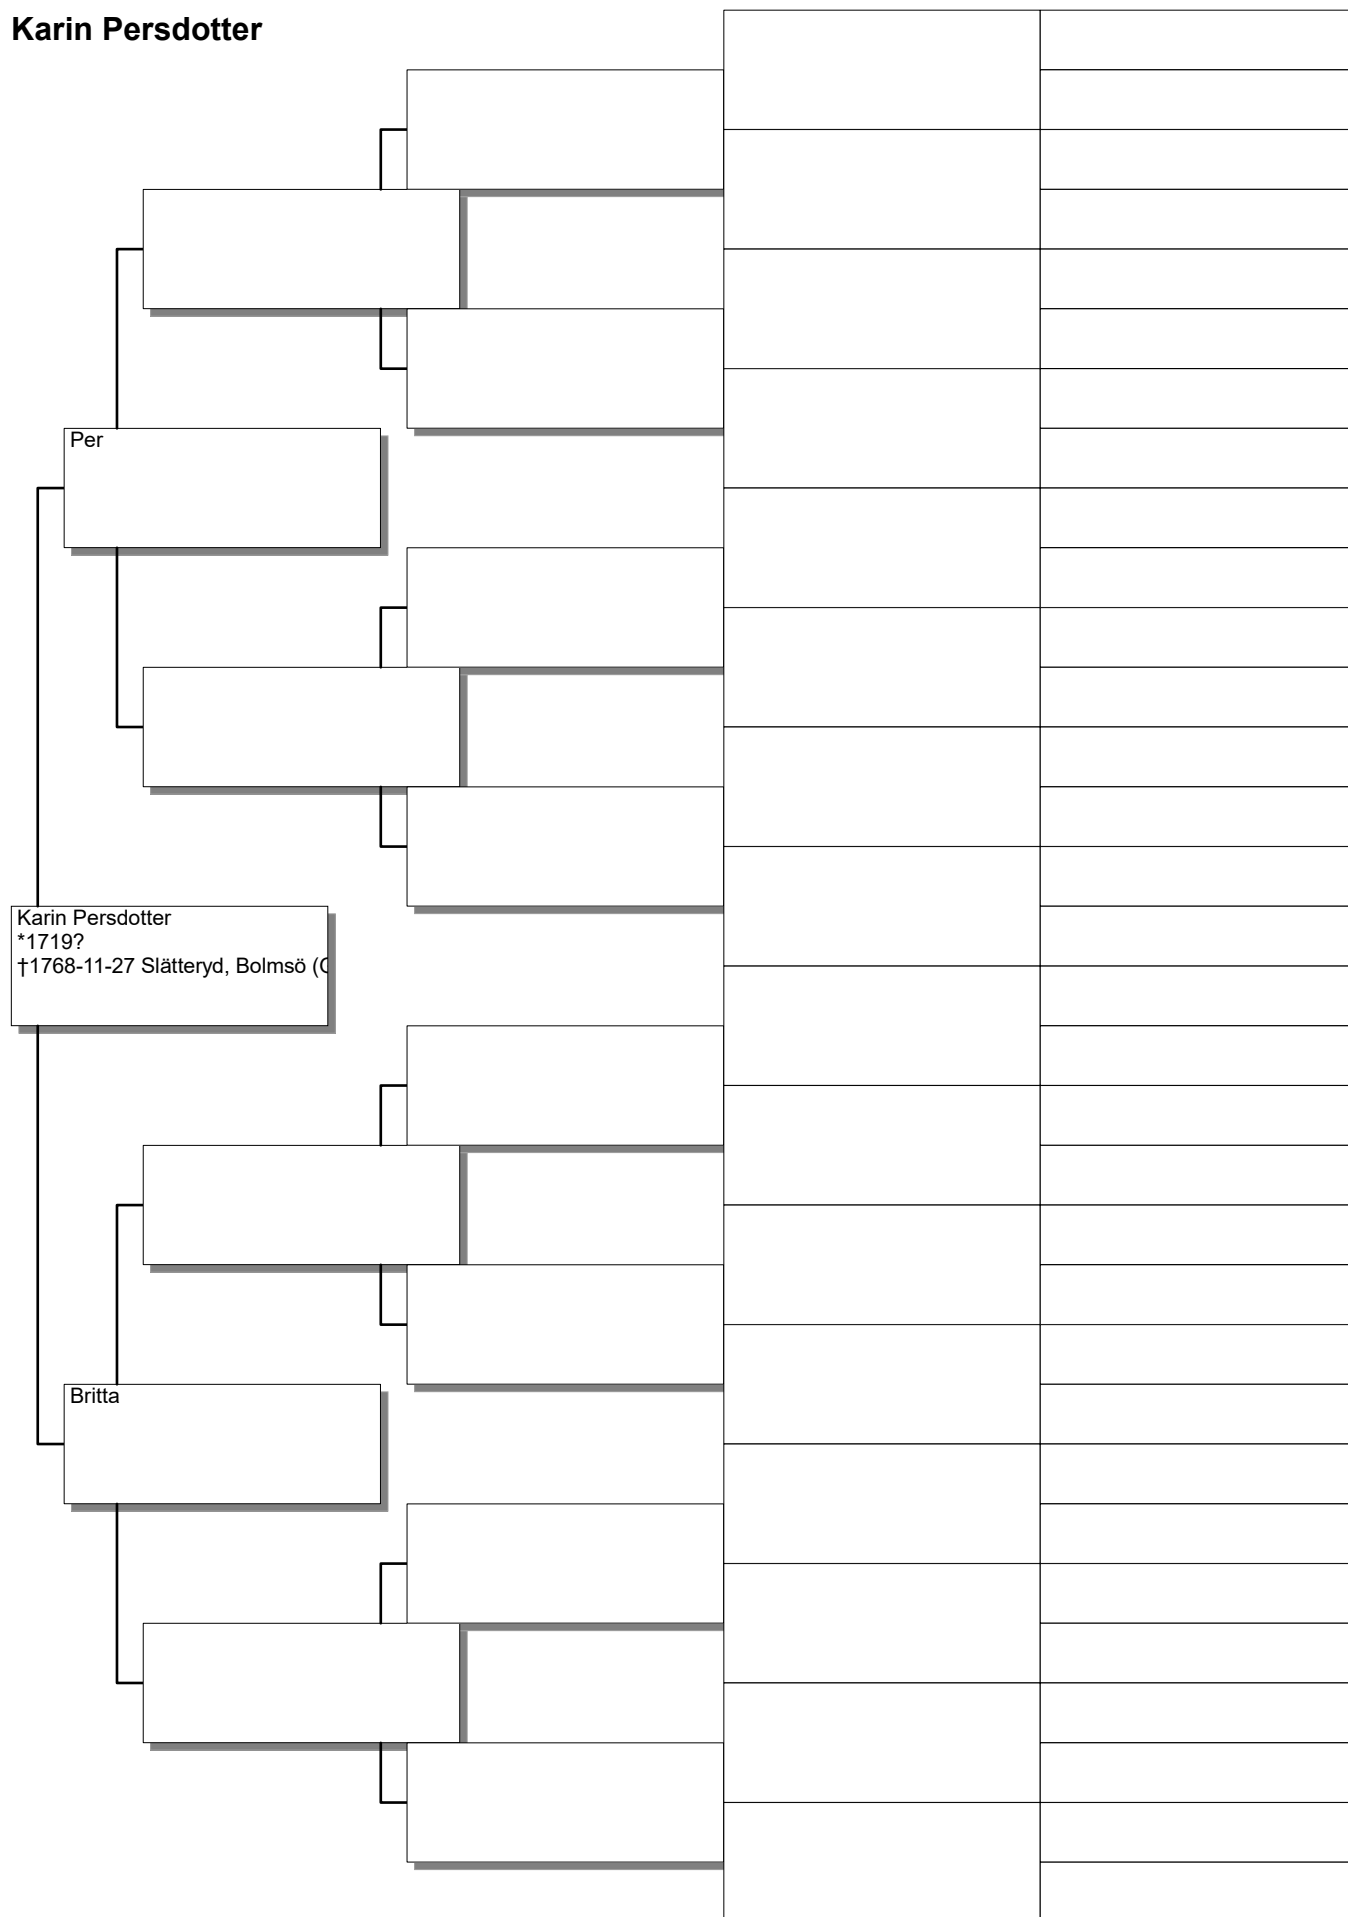 Karin Persdotter
Per
Karin Persdotter
*1719?
†1768-11-27 Slätteryd, Bolmsö (
Britta